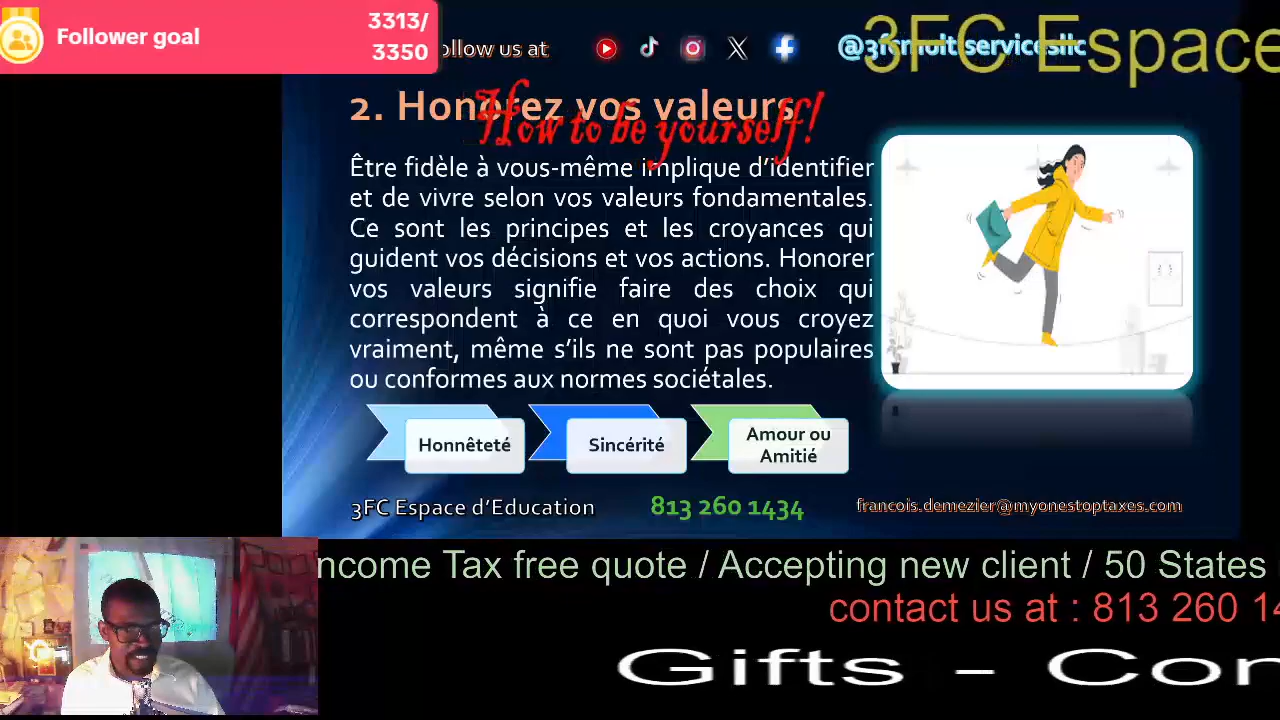 Follower goal
3313/
3350
ollow us at
3FC Espace
2. Honorez vos valeurs
How to be yourself!
Être fidèle à vous-même implique d'identifier
et de vivre selon vos valeurs fondamentales.
Ce sont les principes et les croyances qui
guident vos décisions et vos actions. Honorer
vos valeurs signifie faire des choix qui
correspondent à ce en quoi vous croyez
vraiment, même s'ils ne sont pas populaires
ou conformes aux normes sociétales.
Honnêteté
Sincérité
Amour ou
Amitié
3FC Espace d'Education
813 260 1434
francois.demezier@myonestoptaxes.com
ncome Tax free quote / Accepting new client / 50 States
contact us at : 813 260 14
Gifts - Con